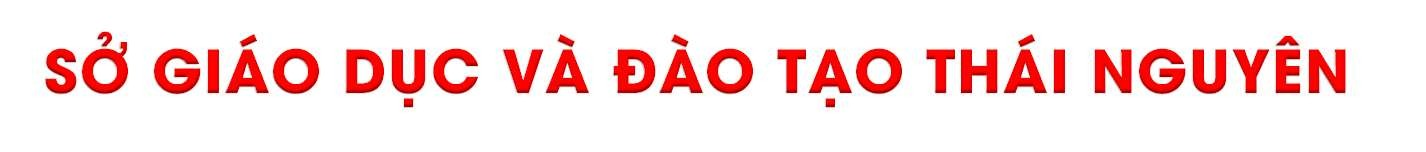 SỞ GIÁO DỤC VÀ ĐÀO TẠO THÁI NGUYÊN